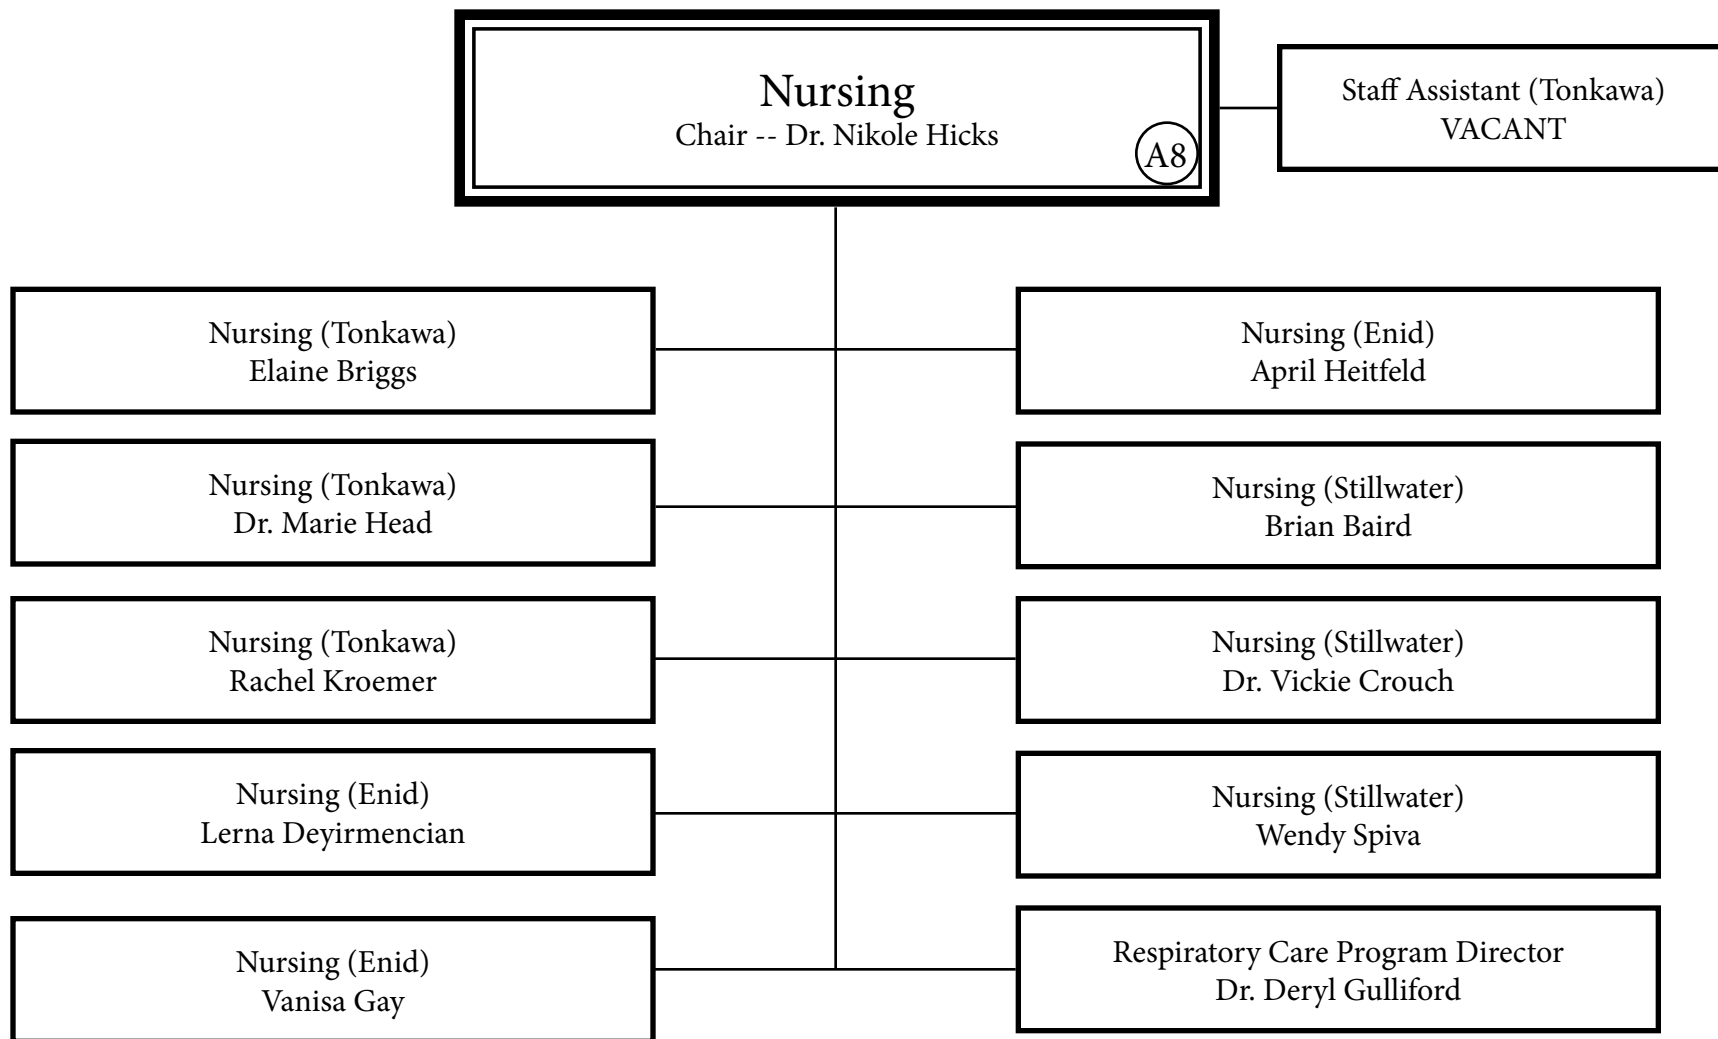 Nursing
Chair -- Dr. Nikole Hicks
A8
Staff Assistant (Tonkawa)
VACANT
Nursing (Tonkawa)
Elaine Briggs
Nursing (Enid)
April Heitfeld
Nursing (Tonkawa)
Dr. Marie Head
Nursing (Stillwater)
Brian Baird
Nursing (Tonkawa)
Rachel Kroemer
Nursing (Stillwater)
Dr. Vickie Crouch
Nursing (Enid)
Lerna Deyirmencian
Nursing (Stillwater)
Wendy Spiva
Nursing (Enid)
Vanisa Gay
Respiratory Care Program Director
Dr. Deryl Gulliford